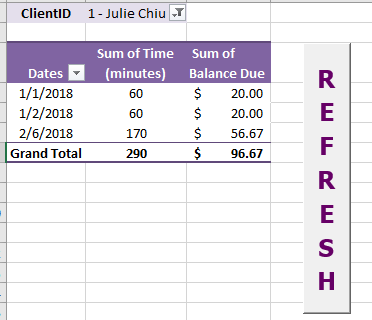 ClientID 1 - Julie Chiu
Sum of Time Sum of
Dates (minutes) Balance Due
1/1/2018 60 $ 20.00
1/2/2018 60 $ 20.00
2/6/2018 170 $ 56.67
Grand Total 290 $ 96.67
R
E
F
R
E
S
H